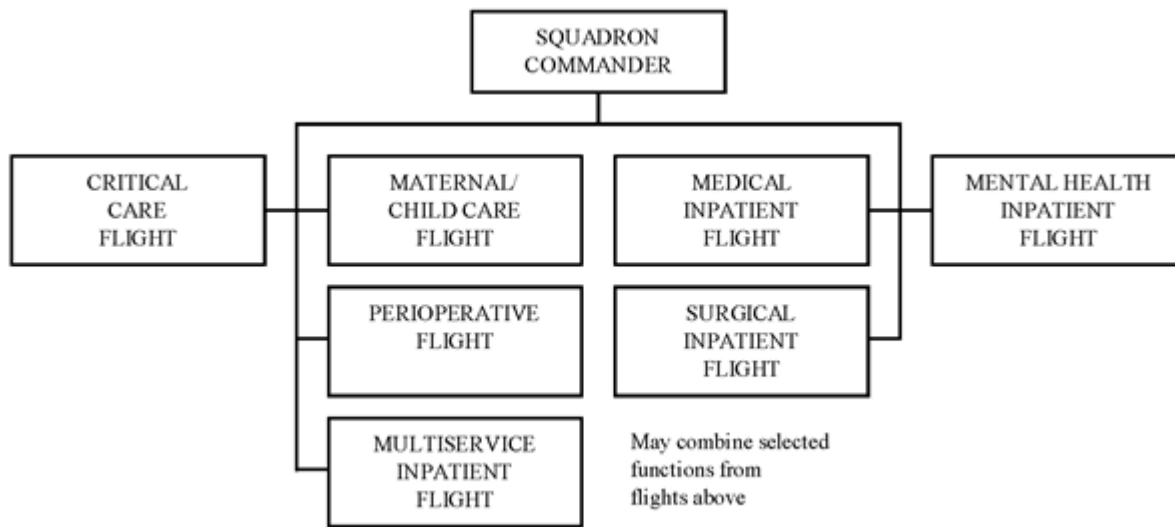 SQUADRON
COMMANDER
CRITICAL
CARE
FLIGHT
MATERNAL/
CHILD CARE
FLIGHT
MEDICAL
INPATIENT
FLIGHT
MENTAL HEALTH
INPATIENT
FLIGHT
PERIOPERATIVE
FLIGHT
SURGICAL
INPATIENT
FLIGHT
MULTISERVICE
INPATIENT
FLIGHT
May combine selected
functions from
flights above